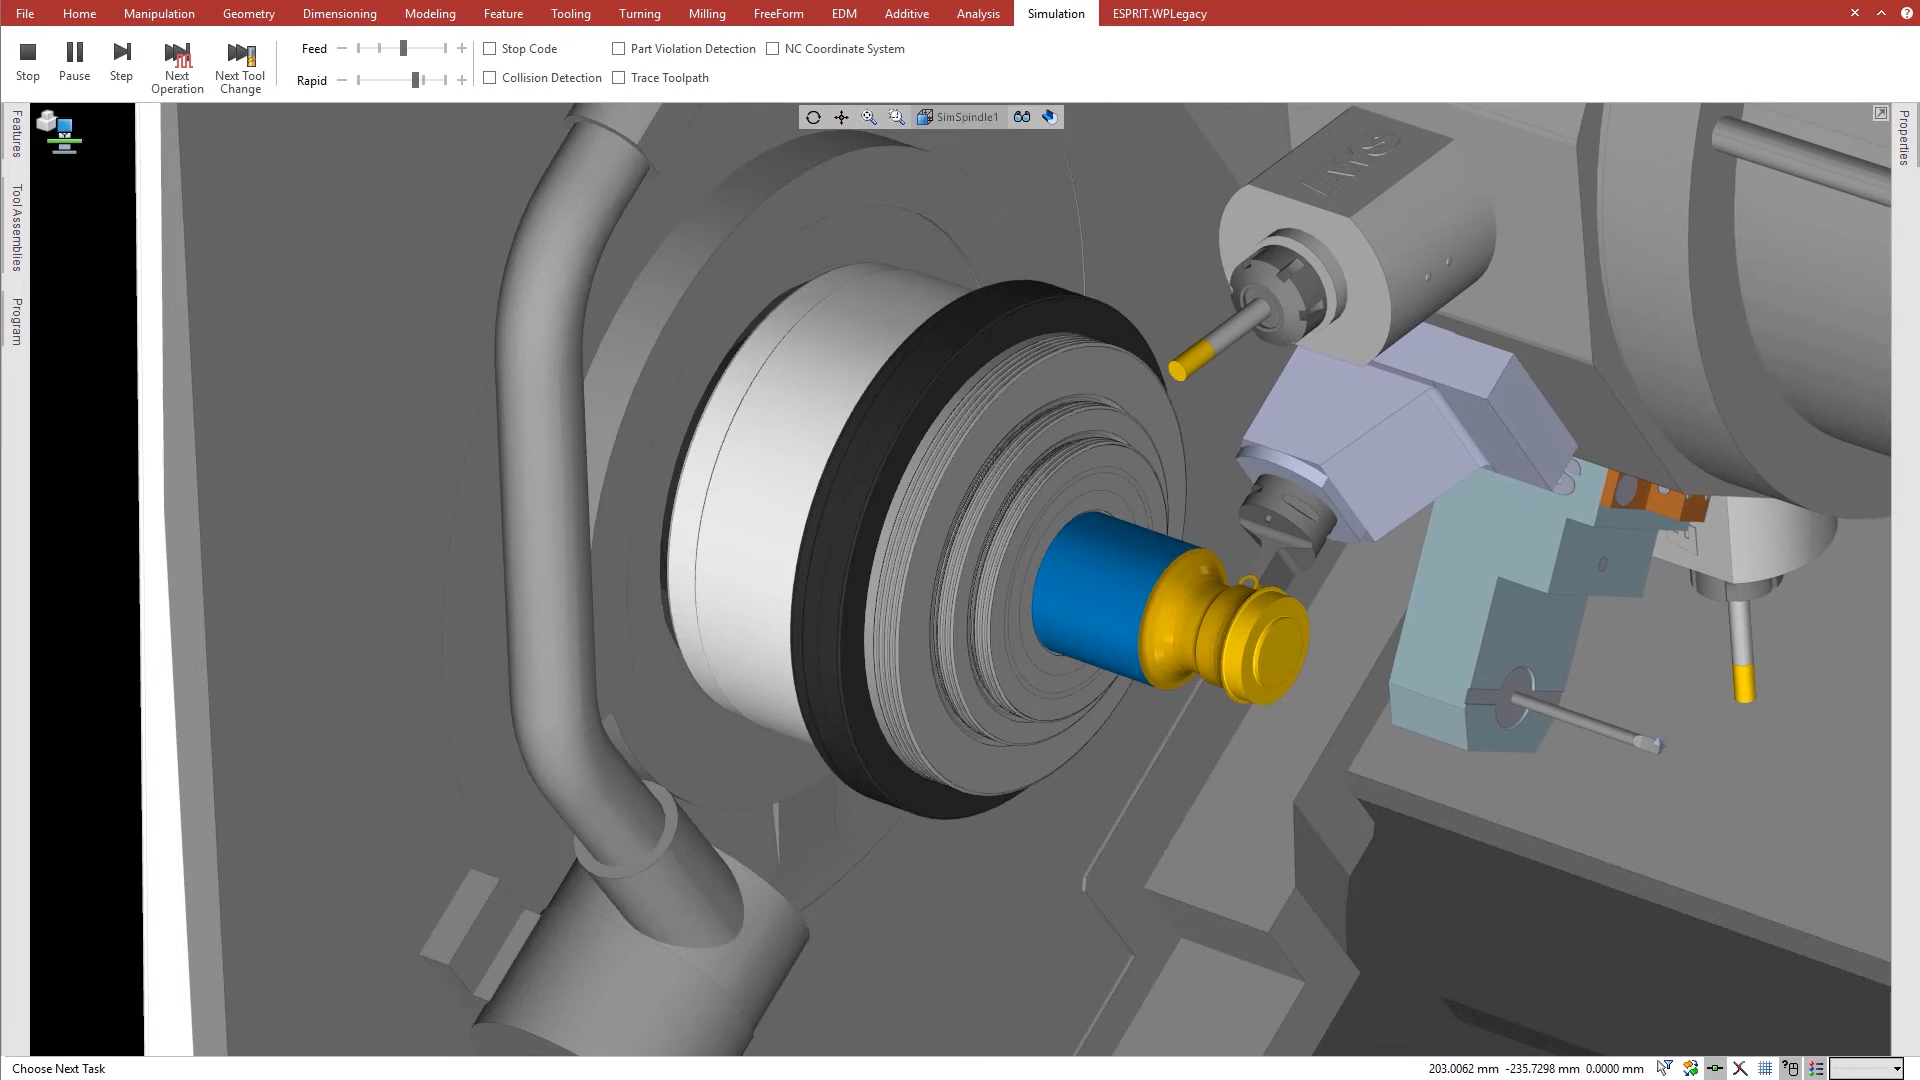 File Home Manipulation Geometry Dimensioning Modeling Feature Tooling Turning Milling FreeForm EDM Additive Analysis Simulation ESPRIT.WPLegacy
Stop
Pause
Step
Next Operation
Next Tool Change
Feed
Rapid
Stop Code
Part Violation Detection
NC Coordinate System
Collision Detection
Trace Toolpath
SimSpindle1
Features
Tool Assemblies
Program
Properties
Choose Next Task
203.0062 mm -235.7298 mm 0.0000 mm